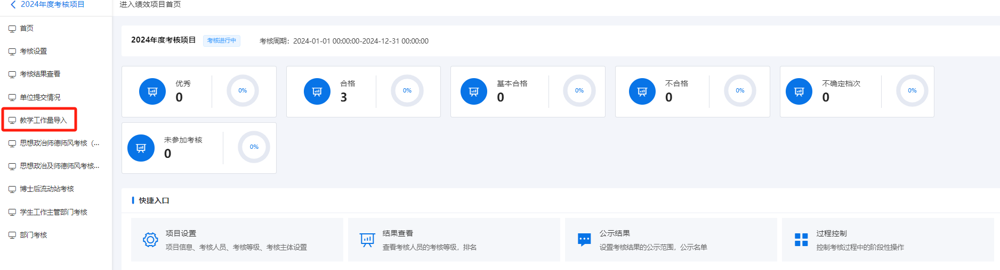 2024年度考核项目
进入绩效项目首页
首页
考核设置
考核结果查看
单位提交情况
教学工作量导入
思想政治师德师风考核（...
思想政治及师德师风考核...
博士后流动站考核
学生工作主管部门考核
部门考核
2024年度考核项目 考核进行中 考核周期：2024-01-01 00:00:00-2024-12-31 00:00:00
优秀
0
0%
合格
3
0%
基本合格
0
0%
不合格
0
0%
不确定档次
0
0%
未参加考核
0
0%
快捷入口
项目设置
项目信息、考核人员、考核等级、考核主体设置
结果查看
查看考核人员的考核等级，排名
公示结果
设置考核结果的公示范围，公示名单
过程控制
控制考核过程中的阶段性操作